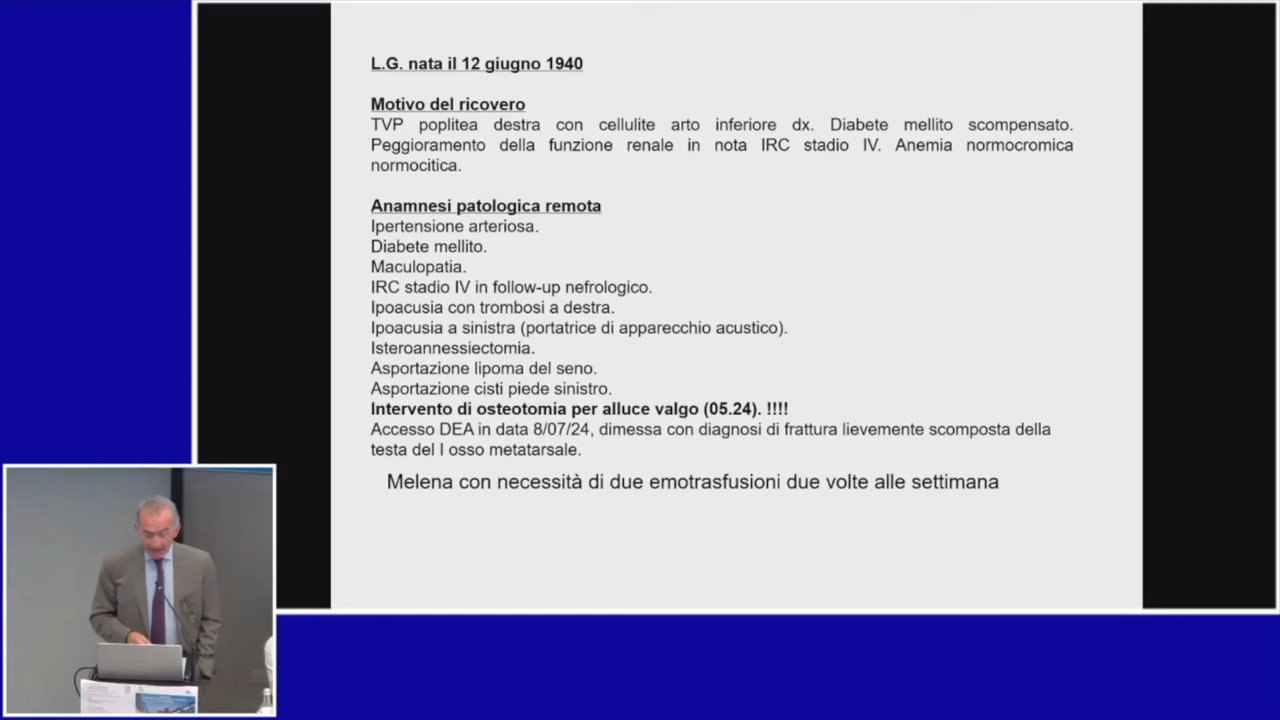 L.G. nata il 12 giugno 1940
Motivo del ricovero
TVP poplitea destra con cellulite arto inferiore dx. Diabete mellito scompensato.
Peggioramento della funzione renale in nota IRC stadio IV. Anemia normocromica
normocitica.
Anamnesi patologica remota
Ipertensione arteriosa.
Diabete mellito.
Maculopatia.
IRC stadio IV in follow-up nefrologico.
Ipoacusia con trombosi a destra.
Ipoacusia a sinistra (portatrice di apparecchio acustico).
Isteroannessiectomia.
Asportazione lipoma del seno.
Asportazione cisti piede sinistro.
Intervento di osteotomia per alluce valgo (05.24). !!!!
Accesso DEA in data 8/07/24, dimessa con diagnosi di frattura lievemente scomposta della
testa del I osso metatarsale.
Melena con necessità di due emotrasfusioni due volte alle settimana